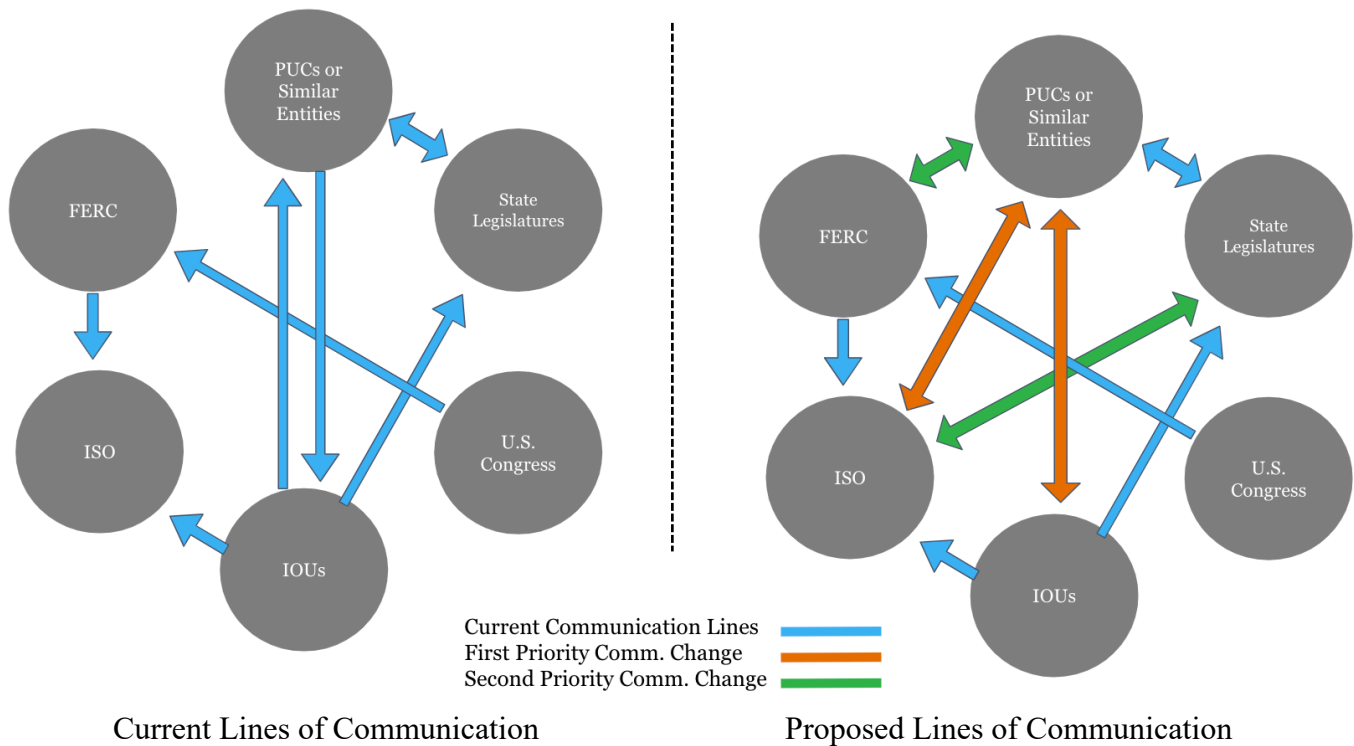 PUCs or
Similar
Entities
FERC
State
Legislatures
ISO
U.S.
Congress
IOUs
PUCs or
Similar
Entities
FERC
State
Legislatures
ISO
U.S.
Congress
IOUs
Current Communication Lines
First Priority Comm. Change
Second Priority Comm. Change
Current Lines of Communication
Proposed Lines of Communication